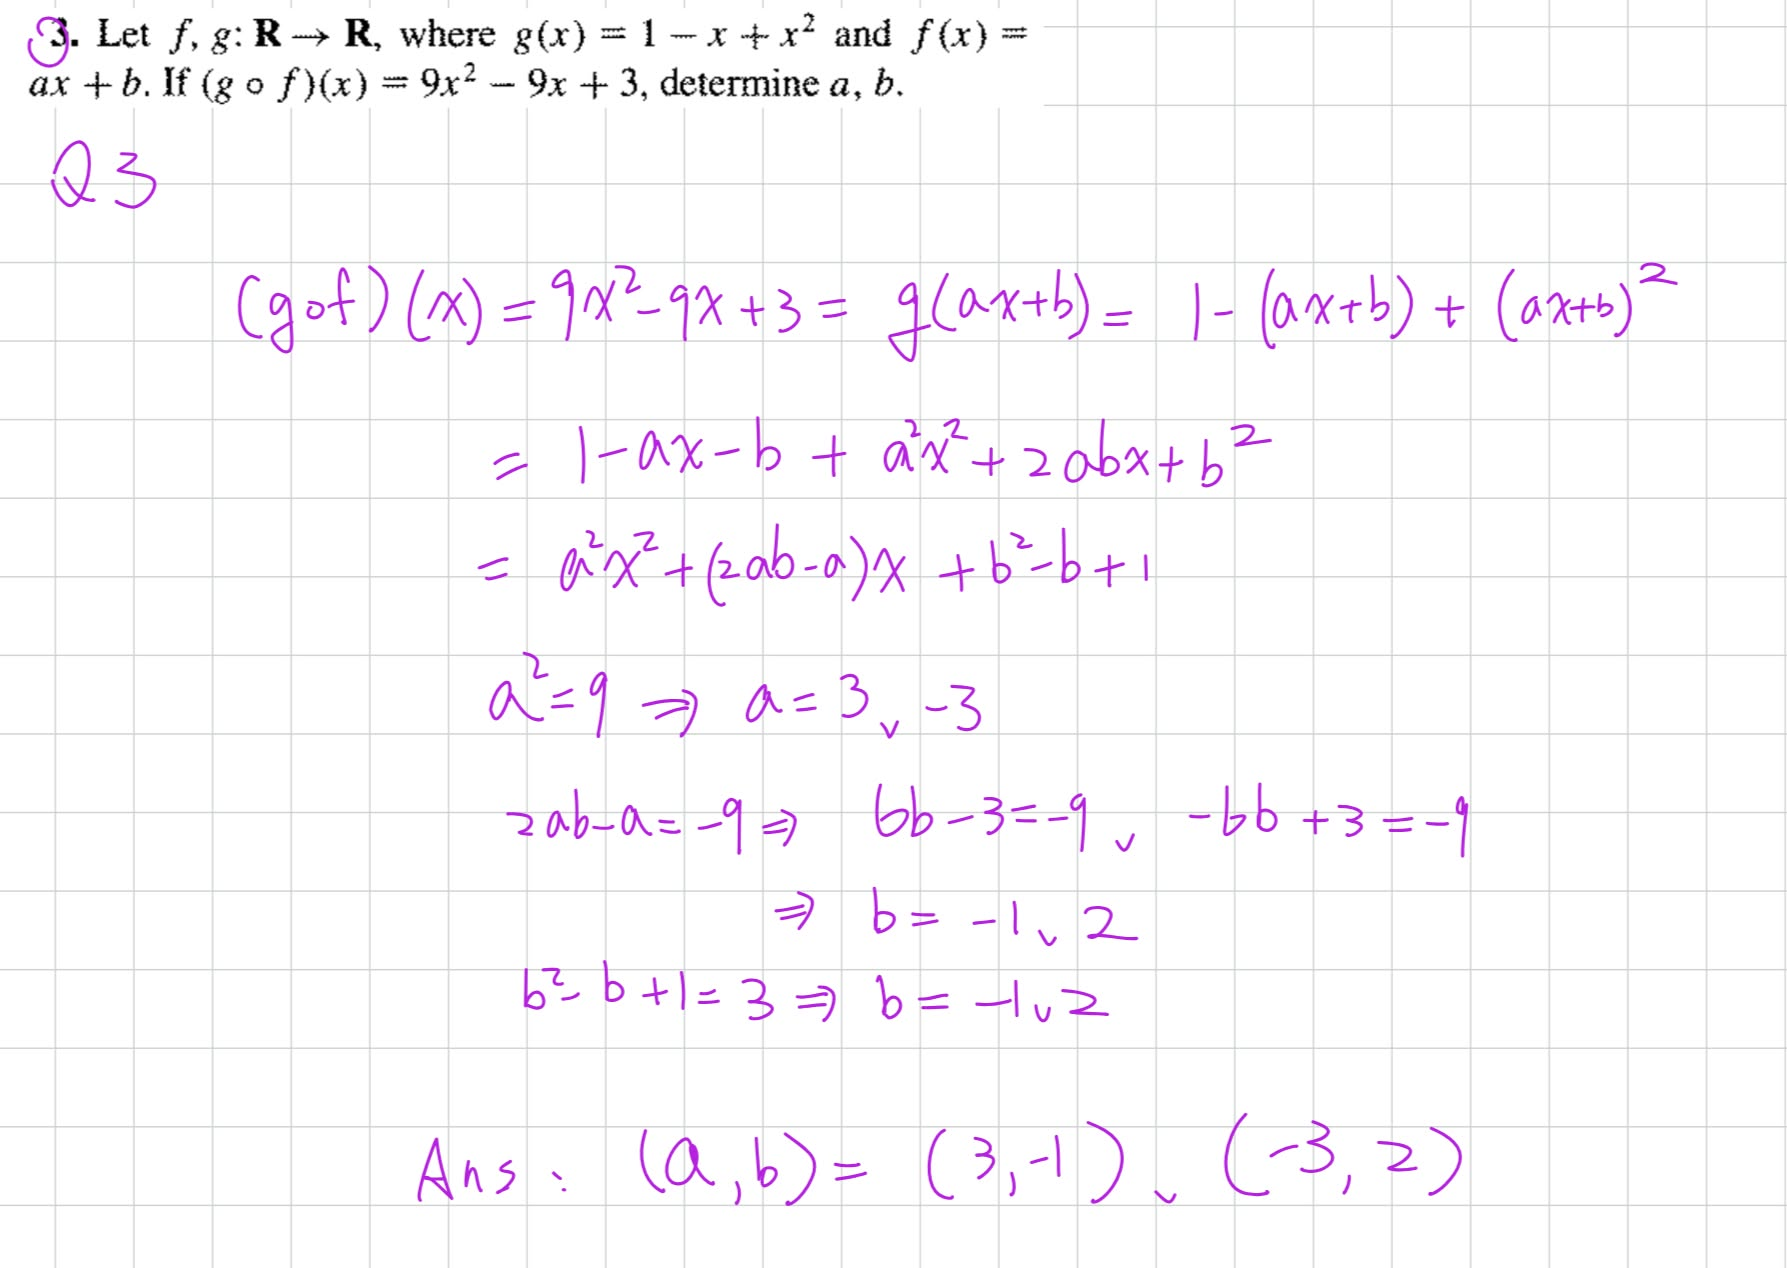 3. Let f, g: R → R, where g(x) = 1 − x + x² and f(x) =
ax + b. If (g ∘ f)(x) = 9x² − 9x + 3, determine a, b.
Q3
(g∘f)(x) = 9x² - 9x + 3 = g(ax+b) = 1 - (ax+b) + (ax+b)²
= 1 - ax - b + a²x² + 2abx + b²
= a²x² + (2ab-a)x + b² - b + 1
a² = 9 ⇒ a = 3 ∨ -3
2ab - a = -9 ⇒ 6b - 3 = -9 ∨ -6b + 3 = -9
⇒ b = -1 ∨ 2
b² - b + 1 = 3 ⇒ b = -1 ∨ 2
Ans : (a, b) = (3, -1) ∨ (-3, 2)